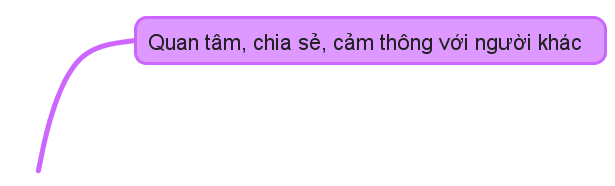 Quan tâm, chia sẻ, cảm thông với người khác